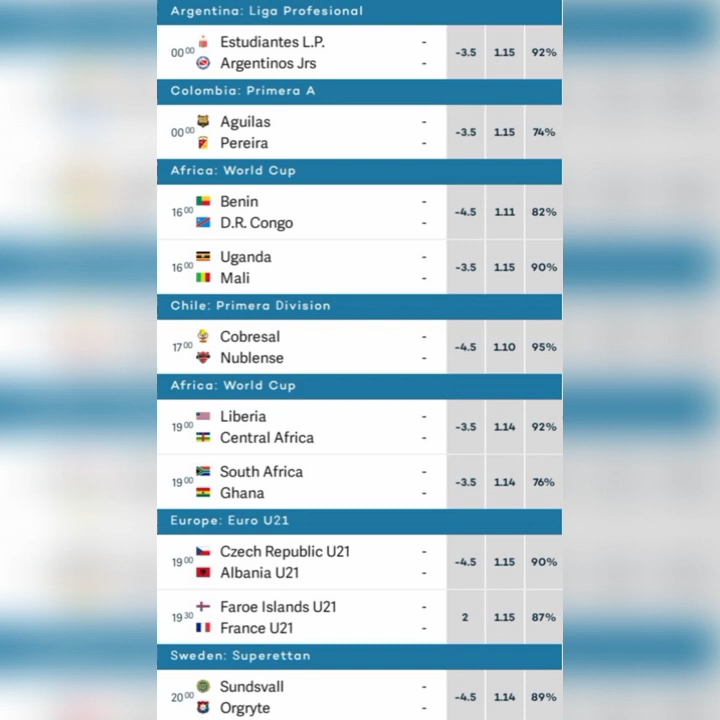 Argentina: Liga Profesional
00 00 Estudiantes L.P. - -3.5 1.15 92%
Argentinos Jrs -
Colombia: Primera A
00 00 Aguilas - -3.5 1.15 74%
Pereira -
Africa: World Cup
16 00 Benin - -4.5 1.11 82%
D.R. Congo -
16 00 Uganda - -3.5 1.15 90%
Mali -
Chile: Primera Division
17 00 Cobresal - -4.5 1.10 95%
Nublense -
Africa: World Cup
19 00 Liberia - -3.5 1.14 92%
Central Africa -
19 00 South Africa - -3.5 1.14 76%
Ghana -
Europe: Euro U21
19 00 Czech Republic U21 - -4.5 1.15 90%
Albania U21 -
19 30 Faroe Islands U21 - 2 1.15 87%
France U21 -
Sweden: Superettan
20 00 Sundsvall - -4.5 1.14 89%
Orgryte -